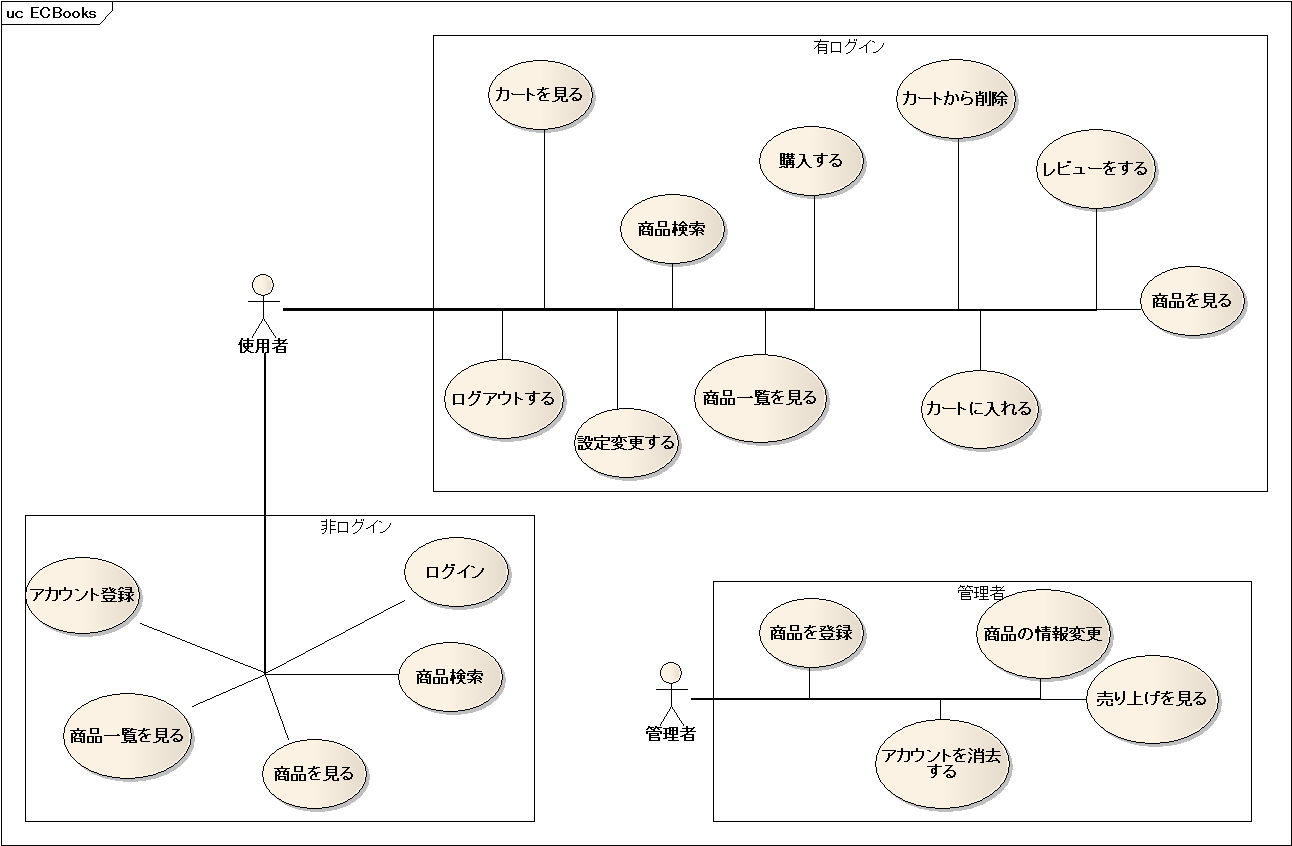 uc ECBooks
有ログイン
カートを見る
カートから削除
購入する
レビューをする
商品検索
商品を見る
使用者
ログアウトする
設定変更する
商品一覧を見る
カートに入れる
非ログイン
アカウント登録
ログイン
商品検索
商品一覧を見る
商品を見る
管理者
商品を登録
商品の情報変更
売り上げを見る
管理者
アカウントを消去
する